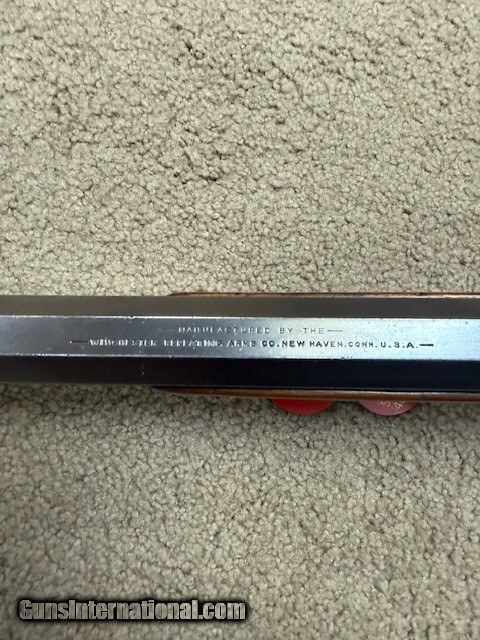 MANUFACTURED BY THE—
—WINCHESTER REPEATING ARMS CO. NEW HAVEN. CONN. U.S.A.—
GunsInternational.com